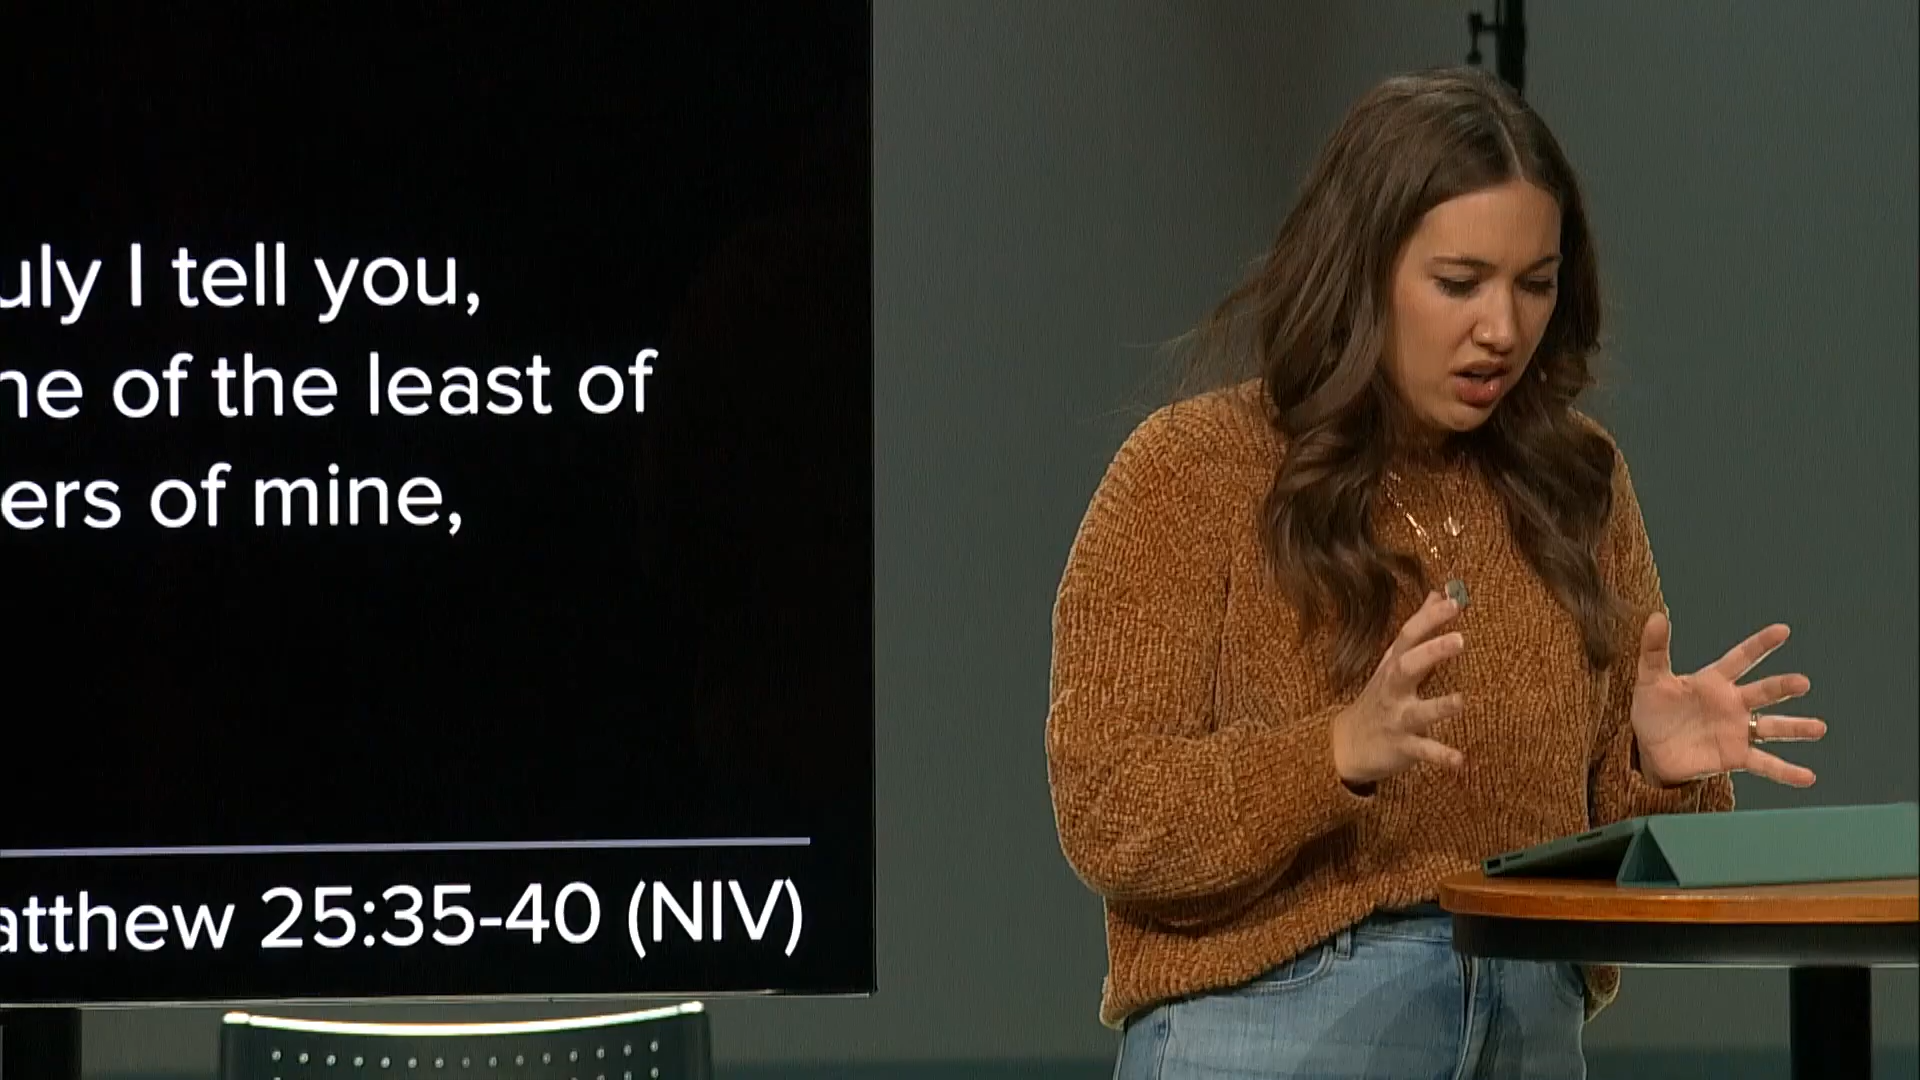 uly I tell you,
ne of the least of
ers of mine,
atthew 25:35-40 (NIV)